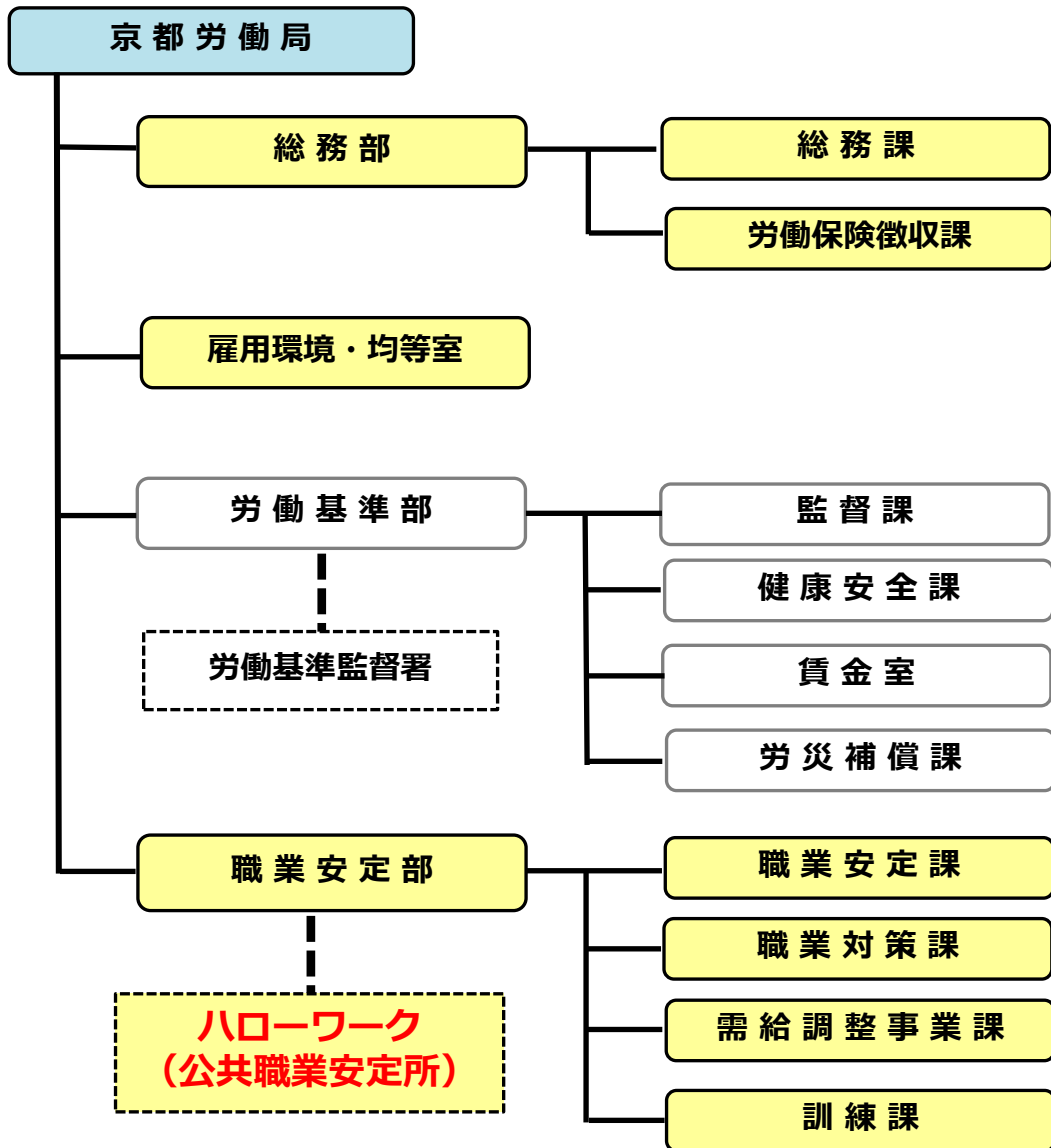 京都労働局
総務部
総務課
労働保険徴収課
雇用環境・均等室
労働基準部
監督課
健康安全課
労働基準監督署
賃金室
労災補償課
職業安定部
職業安定課
職業対策課
ハローワーク
（公共職業安定所）
需給調整事業課
訓練課